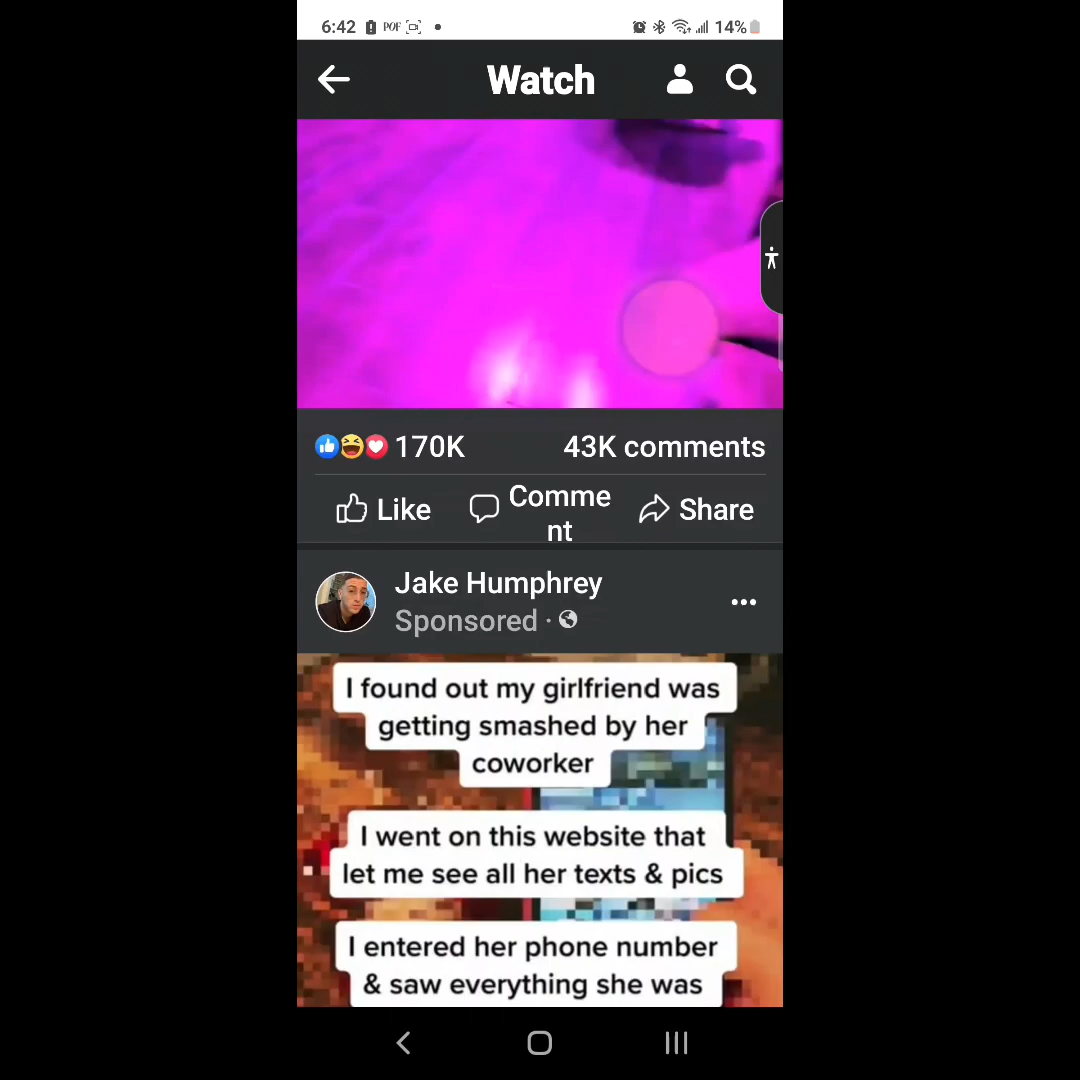 6:42 POF 14%
Watch
170K 43K comments
Like Comme
nt Share
Jake Humphrey
Sponsored ·
I found out my girlfriend was
getting smashed by her
coworker
I went on this website that
let me see all her texts & pics
I entered her phone number
& saw everything she was